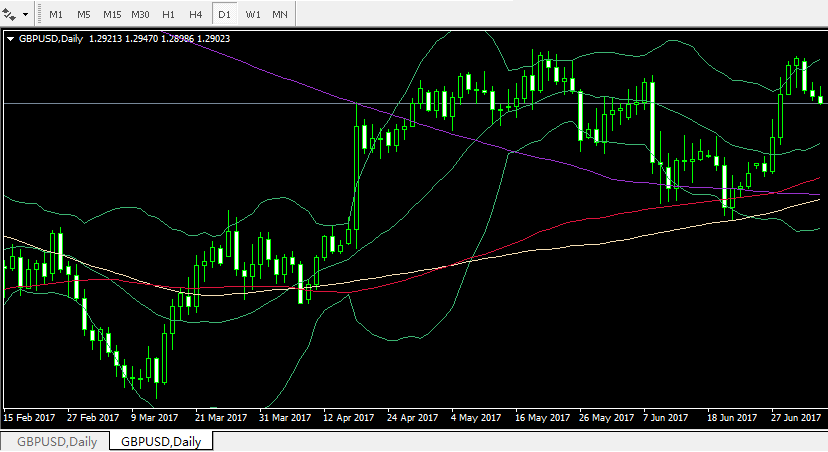 M1 M5 M15 M30 H1 H4 D1 W1 MN
GBPUSD,Daily 1.29213 1.29470 1.28986 1.29023
15 Feb 2017 27 Feb 2017 9 Mar 2017 21 Mar 2017 31 Mar 2017 12 Apr 2017 24 Apr 2017 4 May 2017 16 May 2017 26 May 2017 7 Jun 2017 18 Jun 2017 27 Jun 2017
GBPUSD,Daily GBPUSD,Daily